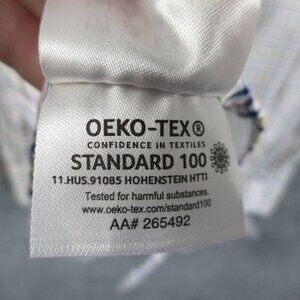 OEKO-TEX®
CONFIDENCE IN TEXTILES
STANDARD 100
11.HUS.91085 HOHENSTEIN HTTI
Tested for harmful substances.
www.oeko-tex.com/standard100
AA# 265492